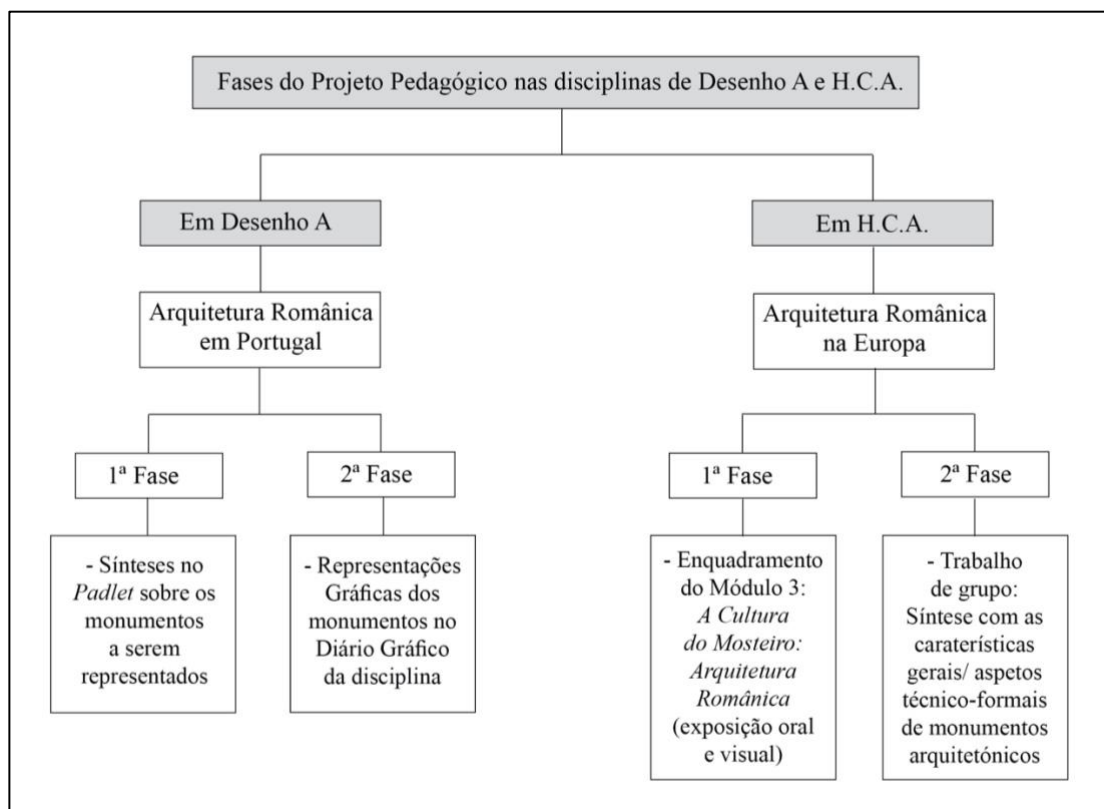 Fases do Projeto Pedagógico nas disciplinas de Desenho A e H.C.A.
Em Desenho A
Em H.C.A.
Arquitetura Românica
em Portugal
Arquitetura Românica
na Europa
1ª Fase
2ª Fase
1ª Fase
2ª Fase
- Sínteses no
Padlet sobre os
monumentos
a serem
representados
- Representações
Gráficas dos
monumentos no
Diário Gráfico
da disciplina
- Enquadramento
do Módulo 3:
A Cultura
do Mosteiro:
Arquitetura
Românica
(exposição oral
e visual)
- Trabalho
de grupo:
Síntese com as
caraterísticas
gerais/ aspetos
técnico-formais
de monumentos
arquitetónicos